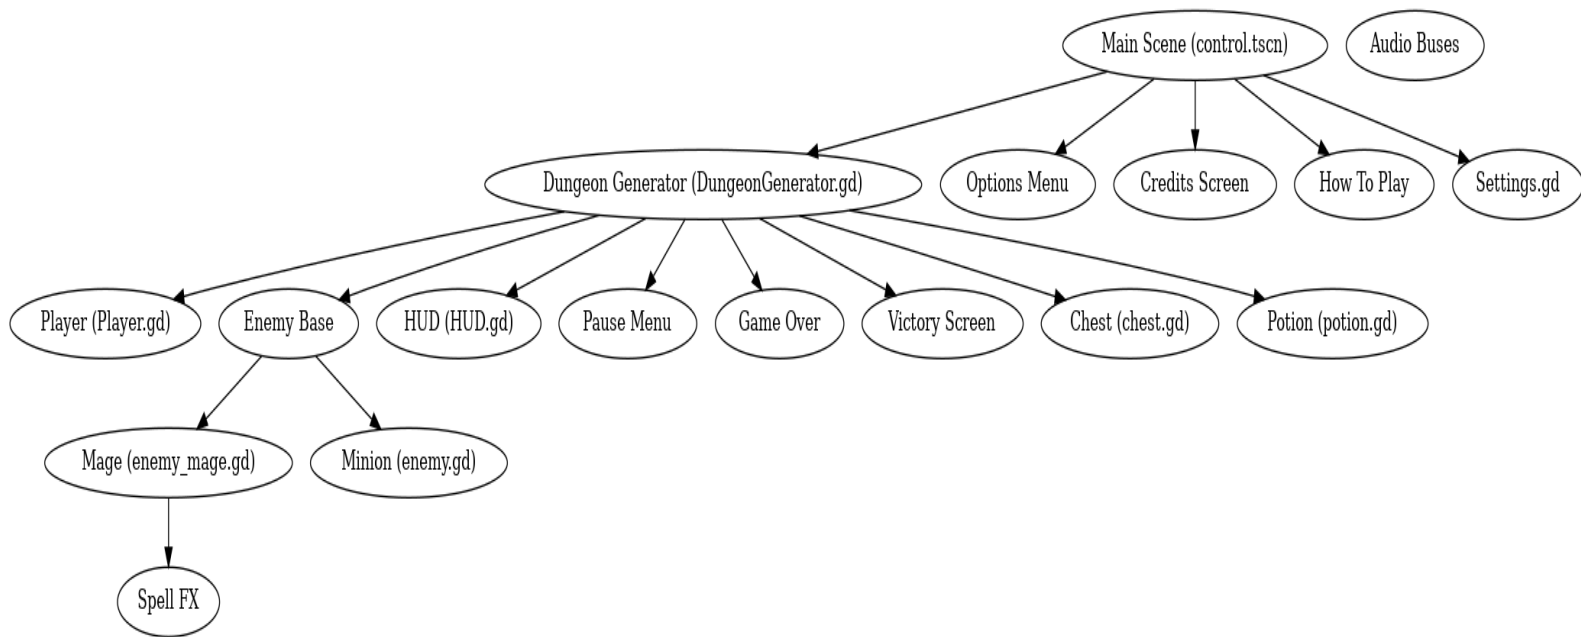 Main Scene (control.tscn)
Audio Buses
Dungeon Generator (DungeonGenerator.gd)
Options Menu
Credits Screen
How To Play
Settings.gd
Player (Player.gd)
Enemy Base
HUD (HUD.gd)
Pause Menu
Game Over
Victory Screen
Chest (chest.gd)
Potion (potion.gd)
Mage (enemy_mage.gd)
Minion (enemy.gd)
Spell FX